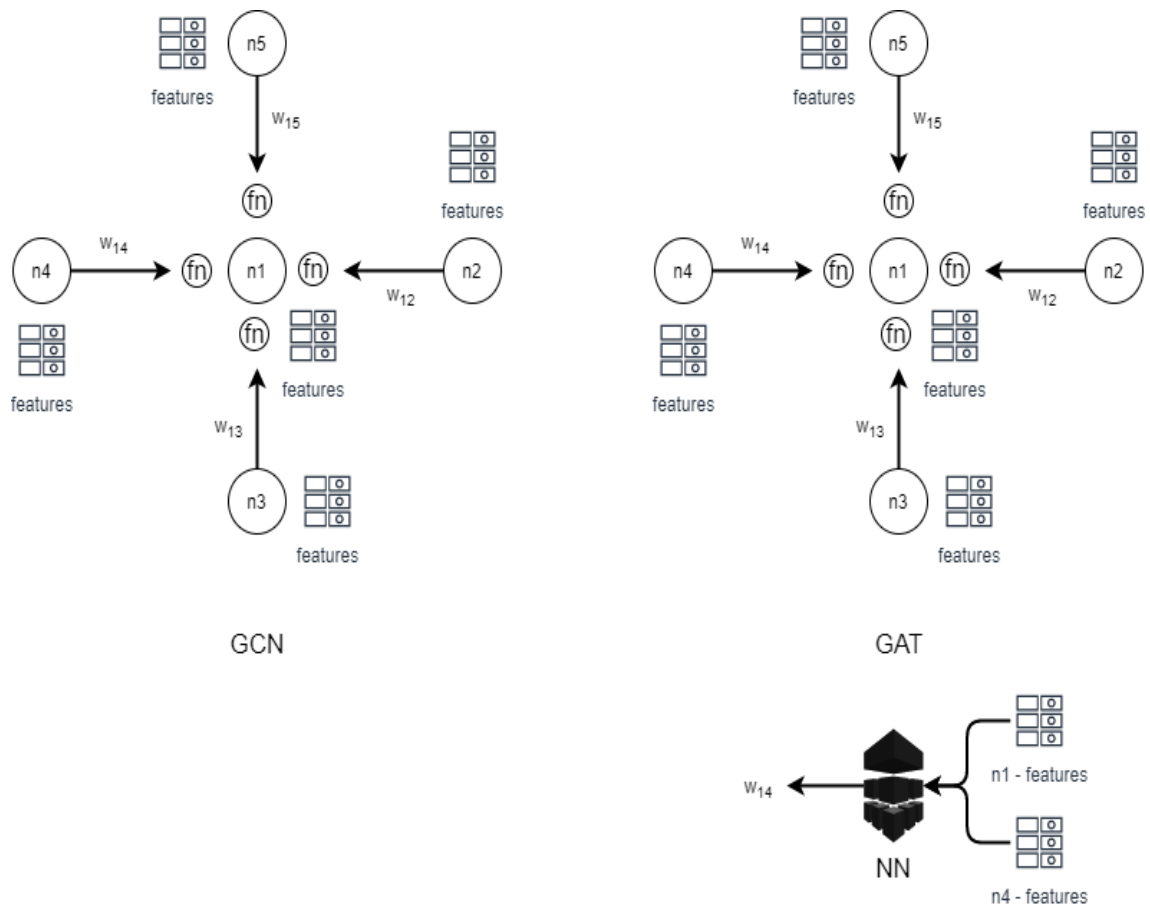 n5
features
w15
features
w14
fn
n4
fn
n1
fn
n2
w12
fn
features
features
w13
n3
features
GCN
n5
features
w15
features
w14
fn
n4
fn
n1
fn
n2
w12
fn
features
features
w13
n3
features
GAT
n1 - features
w14
NN
n4 - features